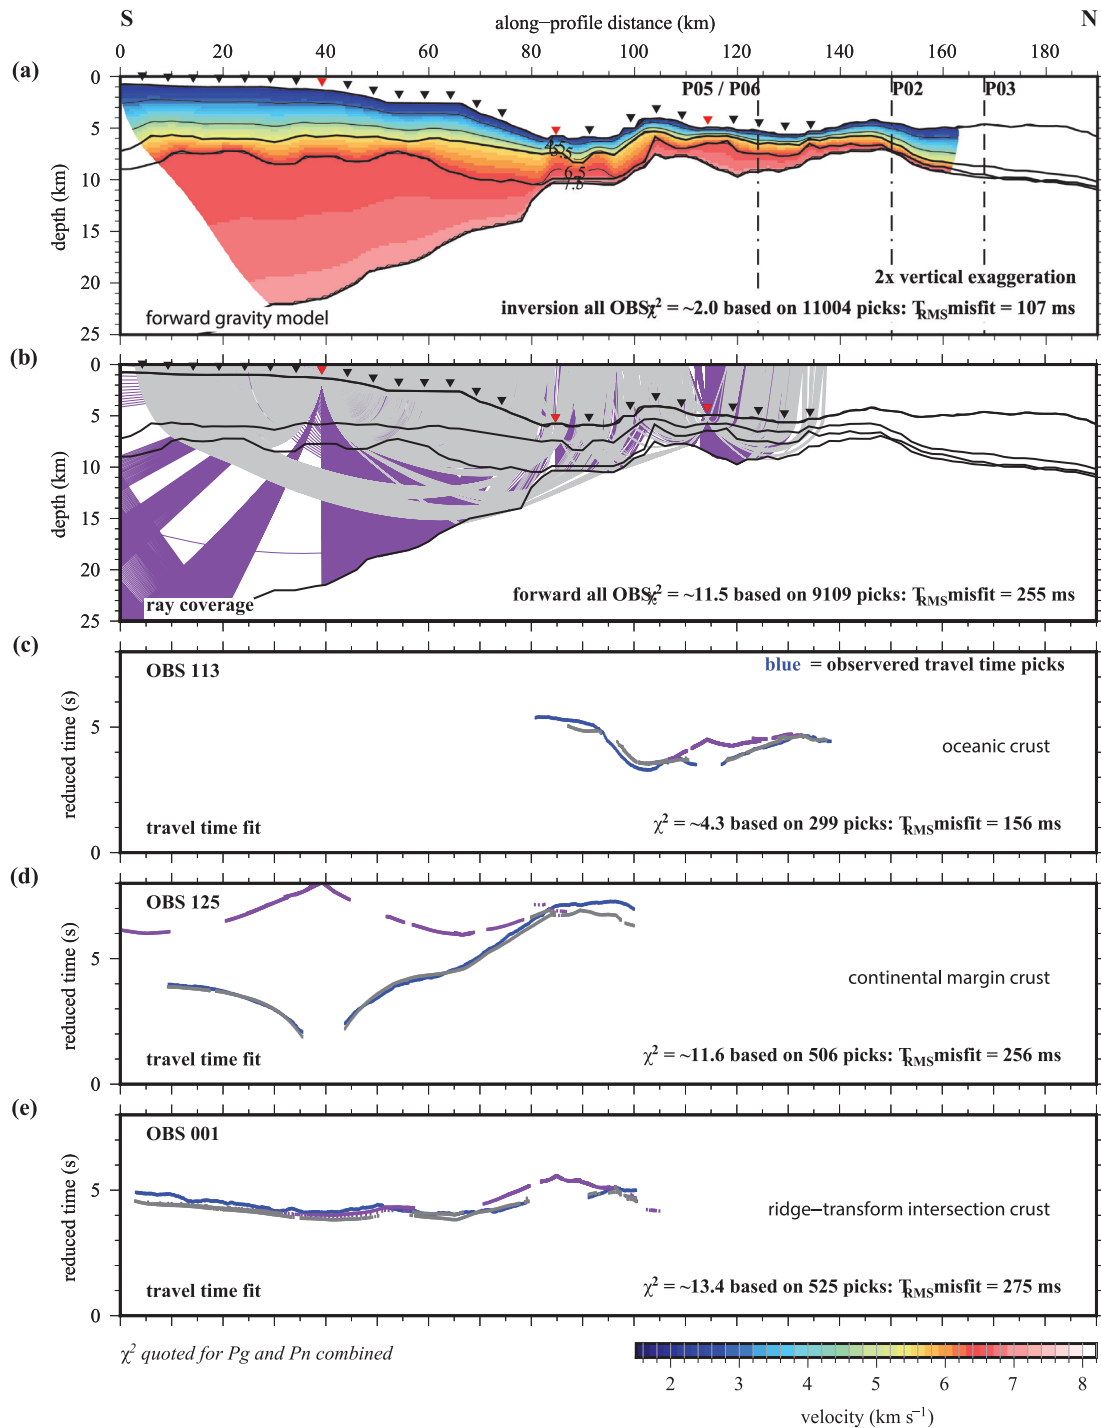 S
along−profile distance (km)
N
0 20 40 60 80 100 120 140 160 180
(a)
0
5
10
15
20
25
depth (km)
P05 / P06
P02
P03
4.5
5.5
6.5
7.5
2x vertical exaggeration
forward gravity model
inversion all OBS: χ² = ~2.0 based on 11004 picks: TRMS misfit = 107 ms
(b)
0
5
10
15
20
25
depth (km)
ray coverage
forward all OBS: χ² = ~11.5 based on 9109 picks: TRMS misfit = 255 ms
(c)
OBS 113
blue = observered travel time picks
5
0
reduced time (s)
oceanic crust
travel time fit
χ² = ~4.3 based on 299 picks: TRMS misfit = 156 ms
(d)
OBS 125
5
0
reduced time (s)
continental margin crust
travel time fit
χ² = ~11.6 based on 506 picks: TRMS misfit = 256 ms
(e)
OBS 001
5
0
reduced time (s)
ridge−transform intersection crust
travel time fit
χ² = ~13.4 based on 525 picks: TRMS misfit = 275 ms
χ² quoted for Pg and Pn combined
2 3 4 5 6 7 8
velocity (km s⁻¹)